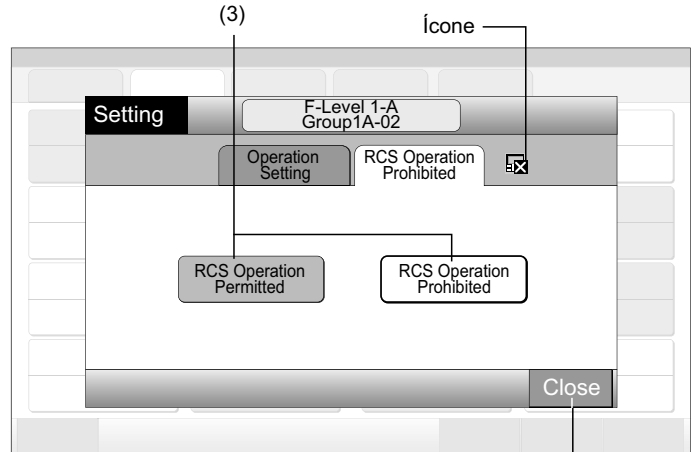 (3)
Ícone
Setting
F-Level 1-A
Group1A-02
Operation
Setting
RCS Operation
Prohibited
RCS Operation
Permitted
RCS Operation
Prohibited
Close